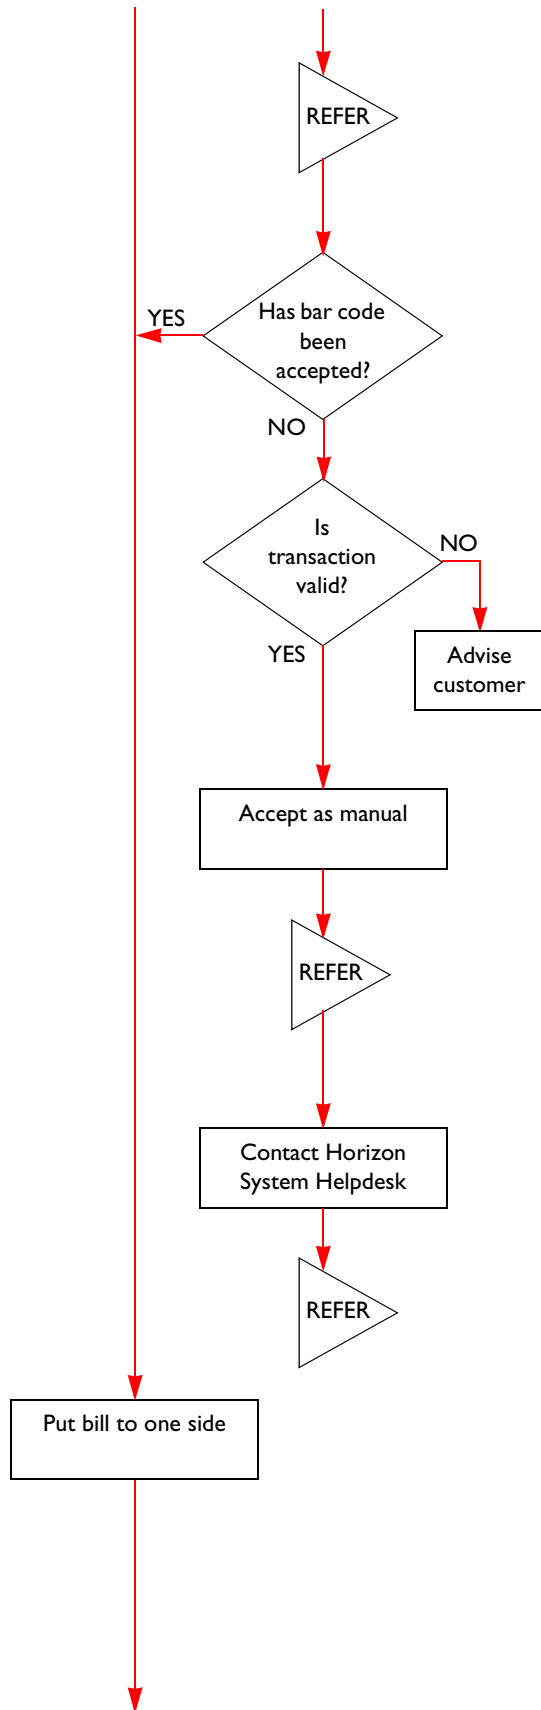 REFER
Has bar code
been
accepted?
YES
NO
Is
transaction
valid?
NO
YES
Advise
customer
Accept as manual
REFER
Contact Horizon
System Helpdesk
REFER
Put bill to one side